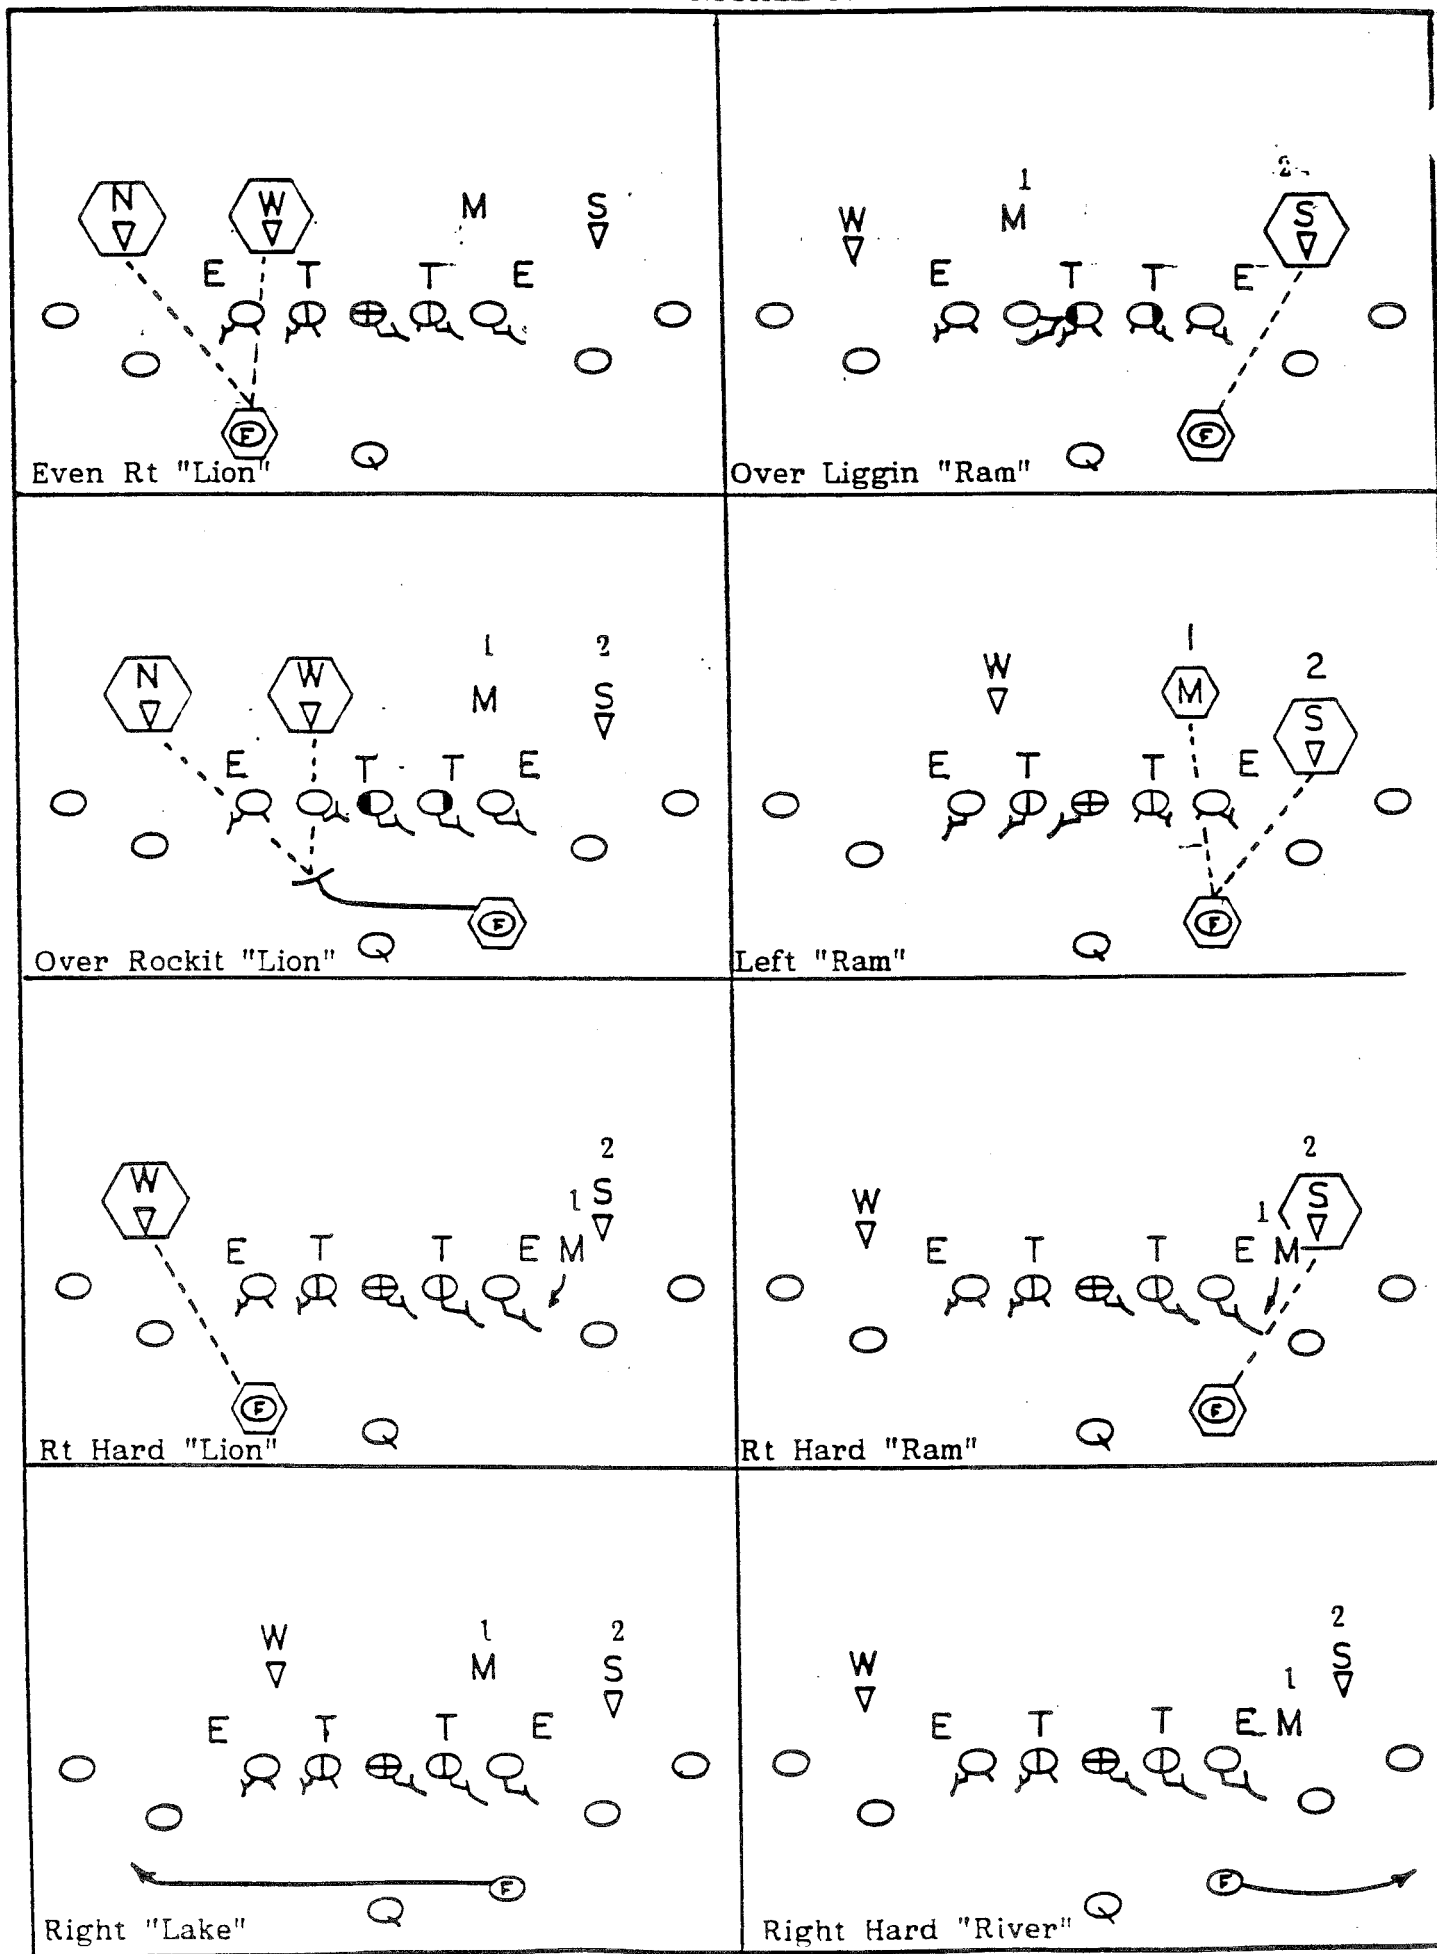 N W M S
E T T E
F
Q
Even Rt "Lion"
1 2
W M S
E T T E
F
Q
Over Liggin "Ram"
1 2
N W M S
E T T E
F
Q
Over Rockit "Lion"
1 2
W M S
E T T E
F
Q
Left "Ram"
2
W 1 S
E T T E M
F
Q
Rt Hard "Lion"
2
W 1 S
E T T E M
F
Q
Rt Hard "Ram"
1 2
W M S
E T T E
F
Q
Right "Lake"
2
W 1 S
E T T E M
F
Q
Right Hard "River"